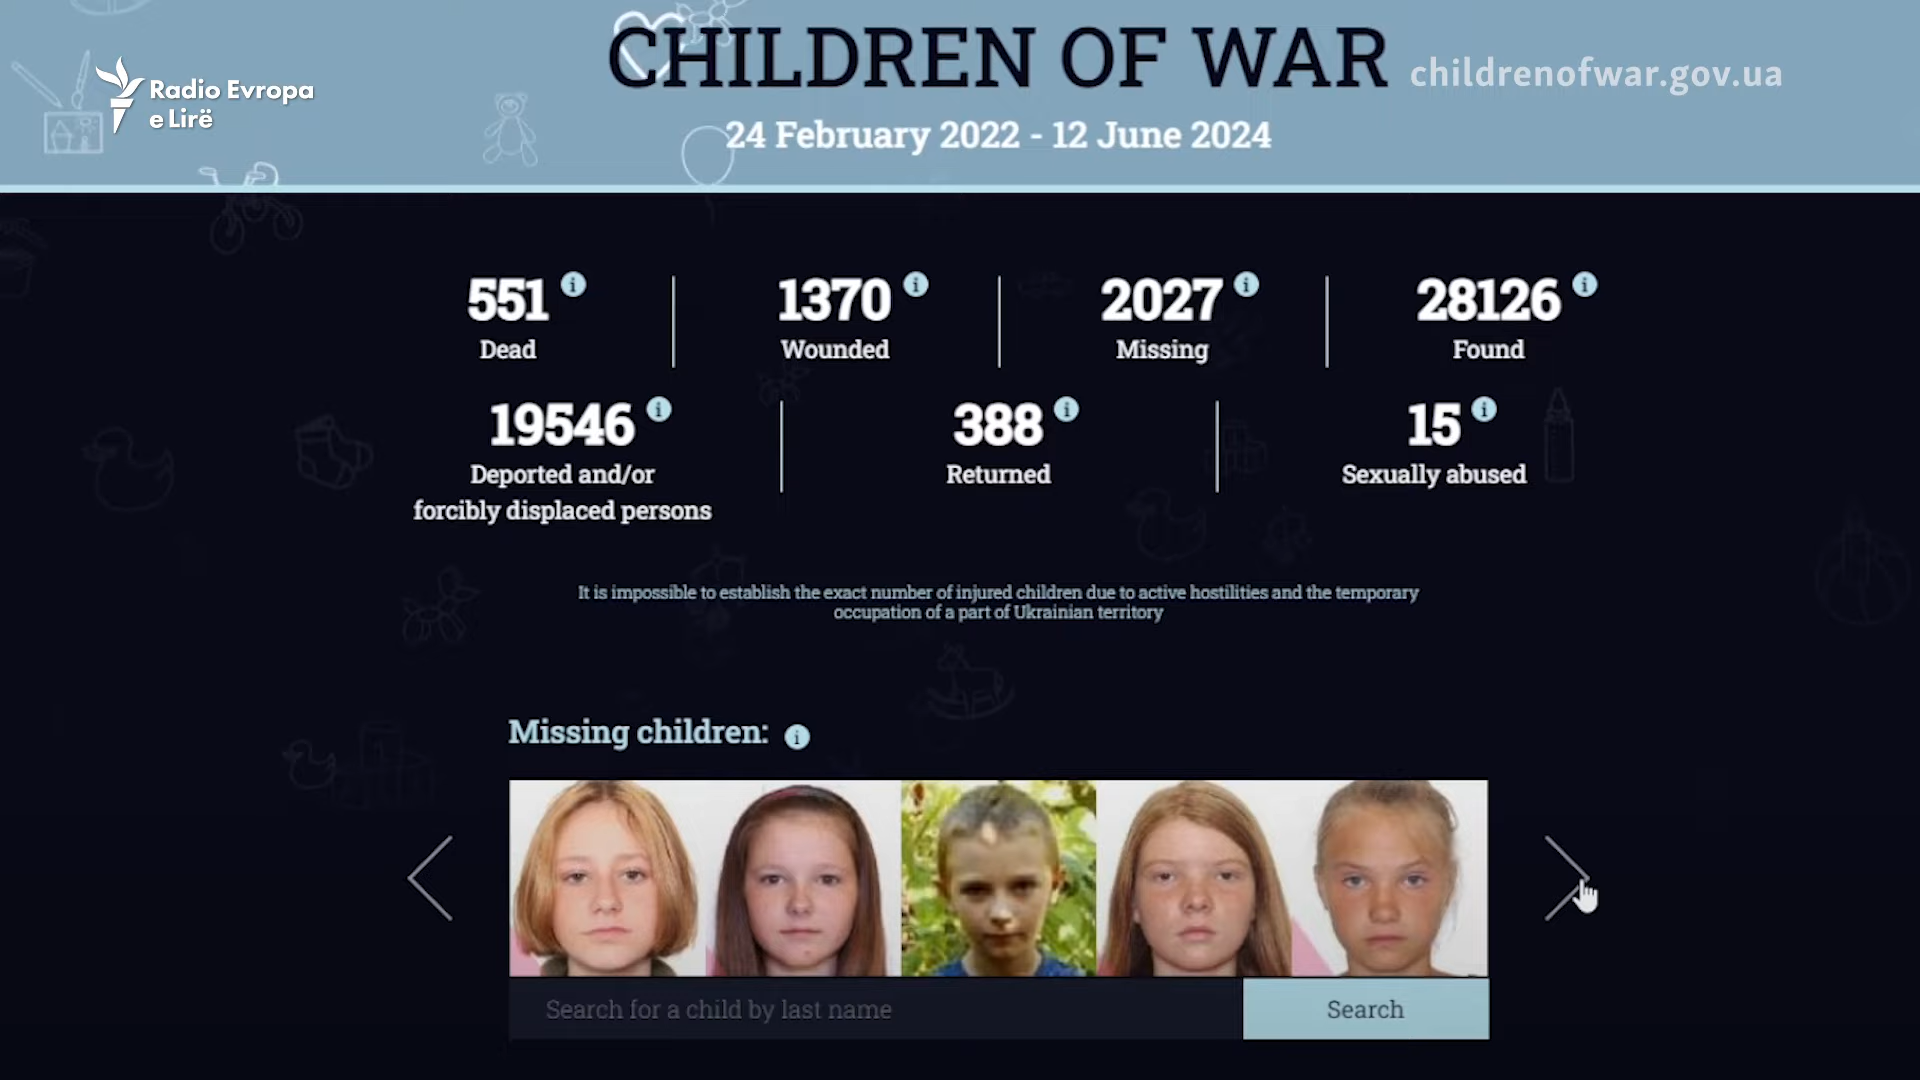 CHILDREN OF WAR
childrenofwar.gov.ua
Radio Evropa
e Lirë
24 February 2022 - 12 June 2024
551
Dead
1370
Wounded
2027
Missing
28126
Found
19546
Deported and/or
forcibly displaced persons
388
Returned
15
Sexually abused
It is impossible to establish the exact number of injured children due to active hostilities and the temporary
occupation of a part of Ukrainian territory
Missing children:
Search for a child by last name
Search